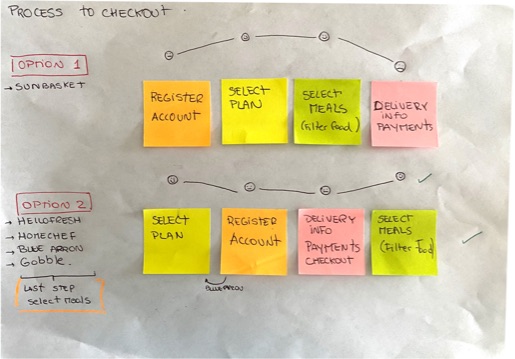 PROCESS TO CHECKOUT.
OPTION 1
→ SUNBASKET
REGISTER
ACCOUNT
SELECT
PLAN
SELECT
MEALS
(Filter Food)
DELIVERY
INFO
PAYMENTS
OPTION 2
→ HELLOFRESH
→ HOMECHEF
→ BLUE APRON
→ Gobble.
LAST STEP
select Meals
SELECT
PLAN
REGISTER
ACCOUNT
BLUEAPRON
DELIVERY
INFO
PAYMENTS
CHECKOUT
SELECT
MEALS
(Filter Food)